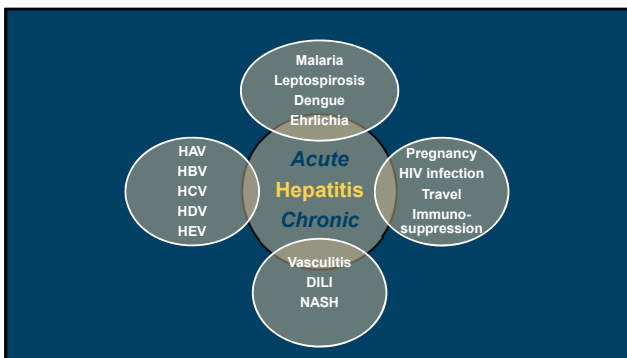 Malaria
Leptospirosis
Dengue
Ehrlichia
HAV
HBV
HCV
HDV
HEV
Acute
Hepatitis
Chronic
Pregnancy
HIV infection
Travel
Immuno-
suppression
Vasculitis
DILI
NASH